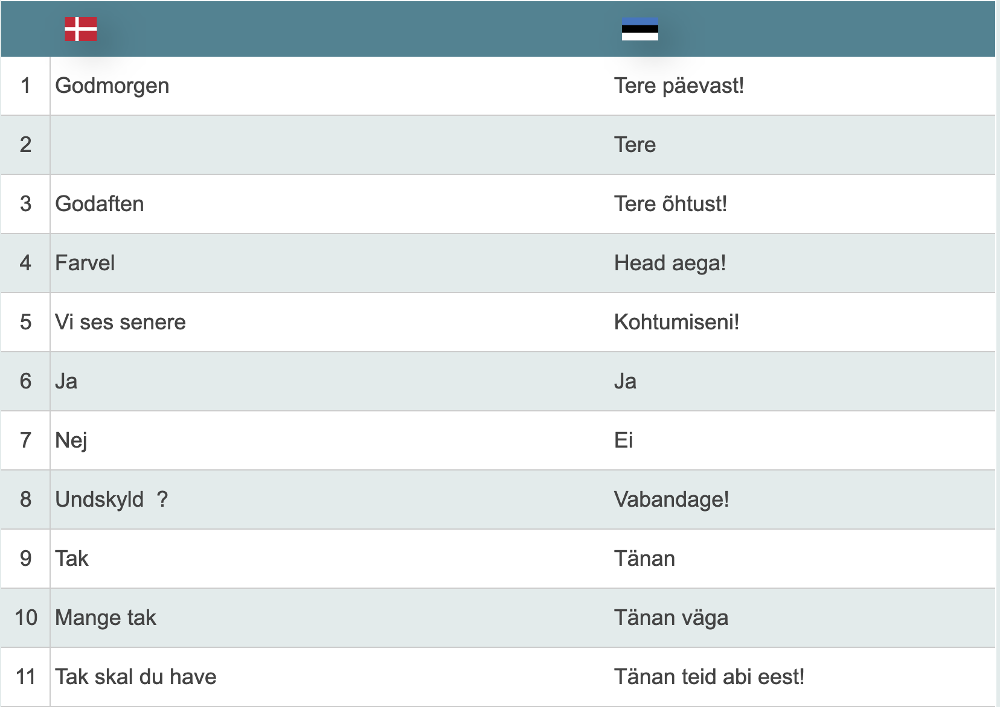 1 Godmorgen Tere päevast!
2 Tere
3 Godaften Tere õhtust!
4 Farvel Head aega!
5 Vi ses senere Kohtumiseni!
6 Ja Ja
7 Nej Ei
8 Undskyld  ? Vabandage!
9 Tak Tänan
10 Mange tak Tänan väga
11 Tak skal du have Tänan teid abi eest!